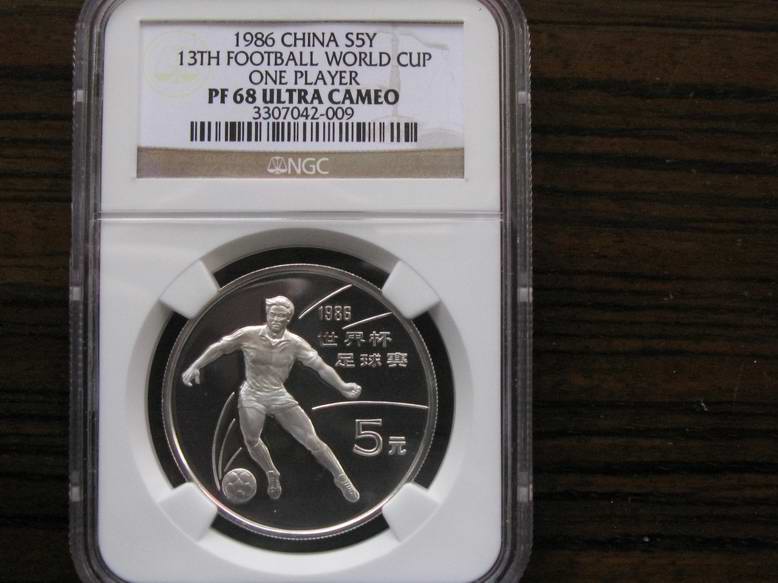 1986 CHINA S5Y
13TH FOOTBALL WORLD CUP
ONE PLAYER
PF 68 ULTRA CAMEO
3307042-009
NGC
1986
世界杯
足球赛
5元